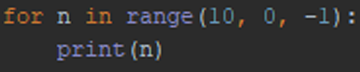 for n in range(10, 0, -1):
    print(n)